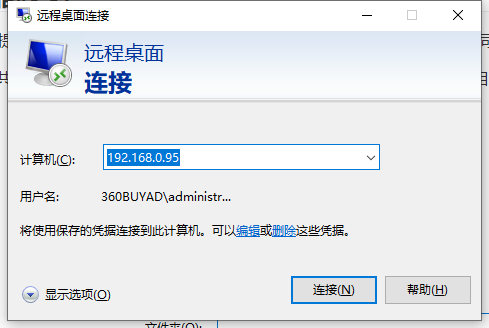 远程桌面连接
远程桌面
连接
计算机(C):
192.168.0.95
用户名:
360BUYAD\administr...
将使用保存的凭据连接到此计算机。可以编辑或删除这些凭据。
显示选项(O)
连接(N)
帮助(H)
文件夹(O):